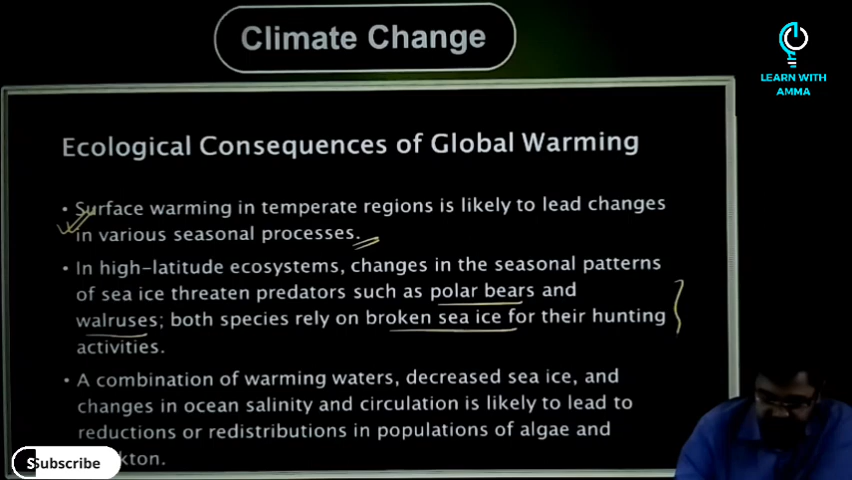 Climate Change
LEARN WITH
AMMA
Ecological Consequences of Global Warming
• Surface warming in temperate regions is likely to lead changes
in various seasonal processes.
• In high-latitude ecosystems, changes in the seasonal patterns
of sea ice threaten predators such as polar bears and
walruses; both species rely on broken sea ice for their hunting
activities.
• A combination of warming waters, decreased sea ice, and
changes in ocean salinity and circulation is likely to lead to
reductions or redistributions in populations of algae and
Subscribe